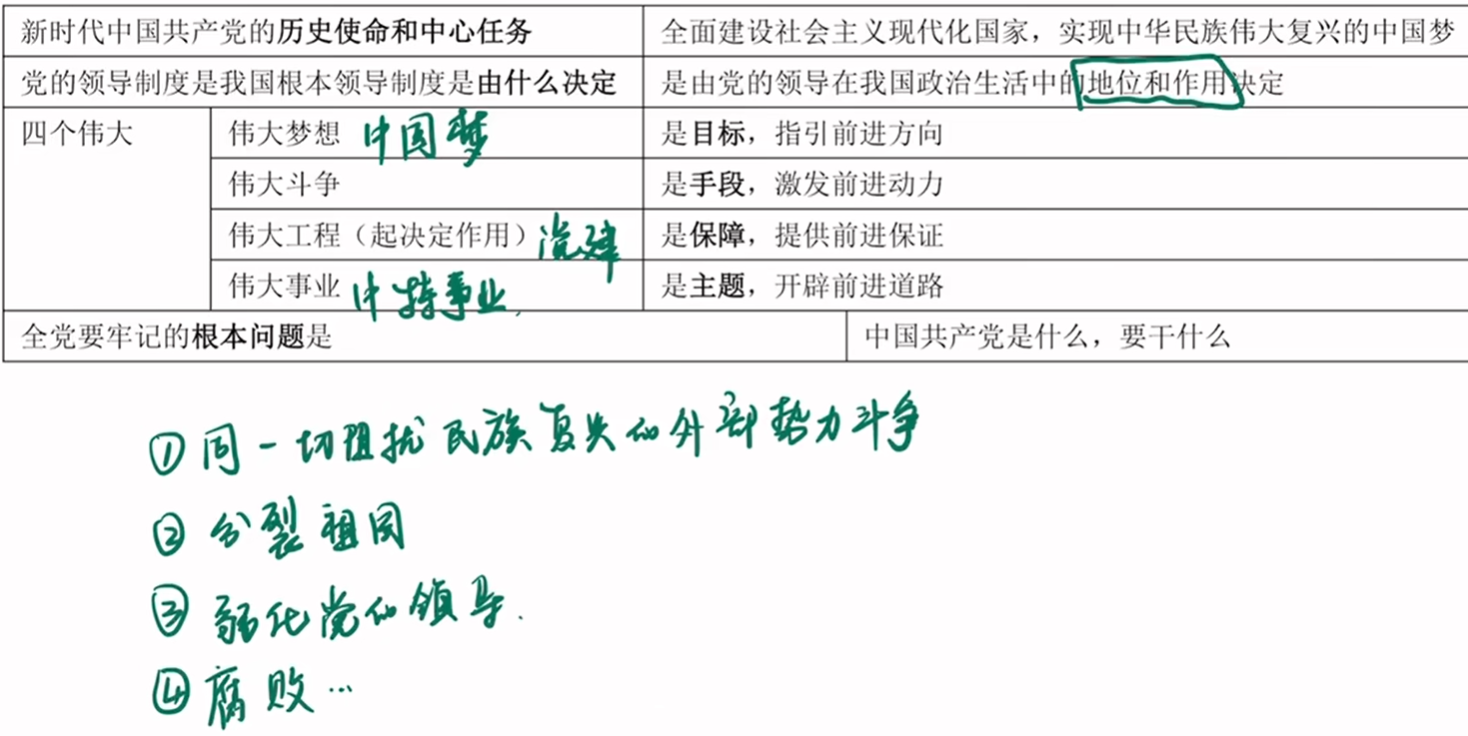 新时代中国共产党的历史使命和中心任务 全面建设社会主义现代化国家，实现中华民族伟大复兴的中国梦
党的领导制度是我国根本领导制度是由什么决定 是由党的领导在我国政治生活中的地位和作用决定
四个伟大 伟大梦想 中国梦 是目标，指引前进方向
伟大斗争 是手段，激发前进动力
伟大工程（起决定作用）党建 是保障，提供前进保证
伟大事业 中特事业 是主题，开辟前进道路
全党要牢记的根本问题是 中国共产党是什么，要干什么
①同一切阻扰民族复兴的外部势力斗争
②分裂祖国
③弱化党的领导.
④腐败…